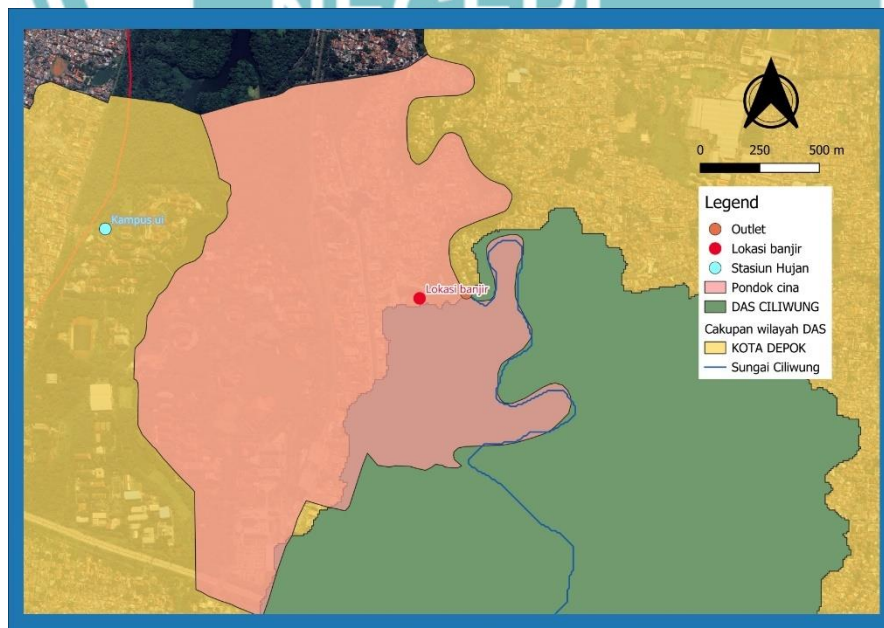 NEGERI
0 250 500 m
Kampus ui
Lokasi banjir
Legend
Outlet
Lokasi banjir
Stasiun Hujan
Pondok cina
DAS CILIWUNG
Cakupan wilayah DAS
KOTA DEPOK
Sungai Ciliwung